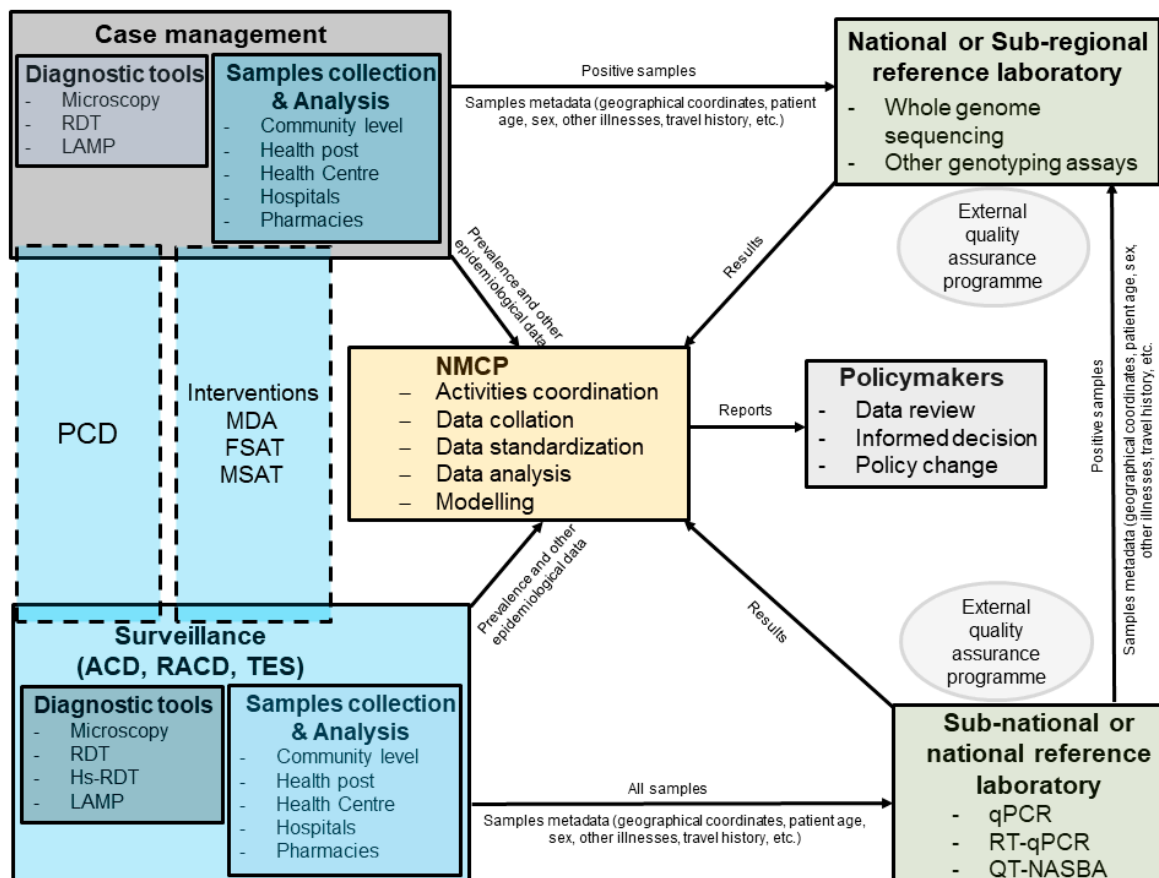 Case management
Diagnostic tools
- Microscopy
- RDT
- LAMP
Samples collection
& Analysis
- Community level
- Health post
- Health Centre
- Hospitals
- Pharmacies
Positive samples
Samples metadata (geographical coordinates, patient
age, sex, other illnesses, travel history, etc.)
National or Sub-regional
reference laboratory
- Whole genome
sequencing
- Other genotyping assays
External
quality
assurance
programme
Prevalence and other
epidemiological data
Results
PCD
Interventions
MDA
FSAT
MSAT
NMCP
– Activities coordination
– Data collation
– Data standardization
– Data analysis
– Modelling
Reports
Policymakers
- Data review
- Informed decision
- Policy change
Positive samples
Samples metadata (geographical coordinates, patient age, sex,
other illnesses, travel history, etc.
Prevalence and other
epidemiological data
Results
External
quality
assurance
programme
Surveillance
(ACD, RACD, TES)
Diagnostic tools
- Microscopy
- RDT
- Hs-RDT
- LAMP
Samples collection
& Analysis
- Community level
- Health post
- Health Centre
- Hospitals
- Pharmacies
All samples
Samples metadata (geographical coordinates, patient age,
sex, other illnesses, travel history, etc.)
Sub-national or
national reference
laboratory
- qPCR
- RT-qPCR
- QT-NASBA